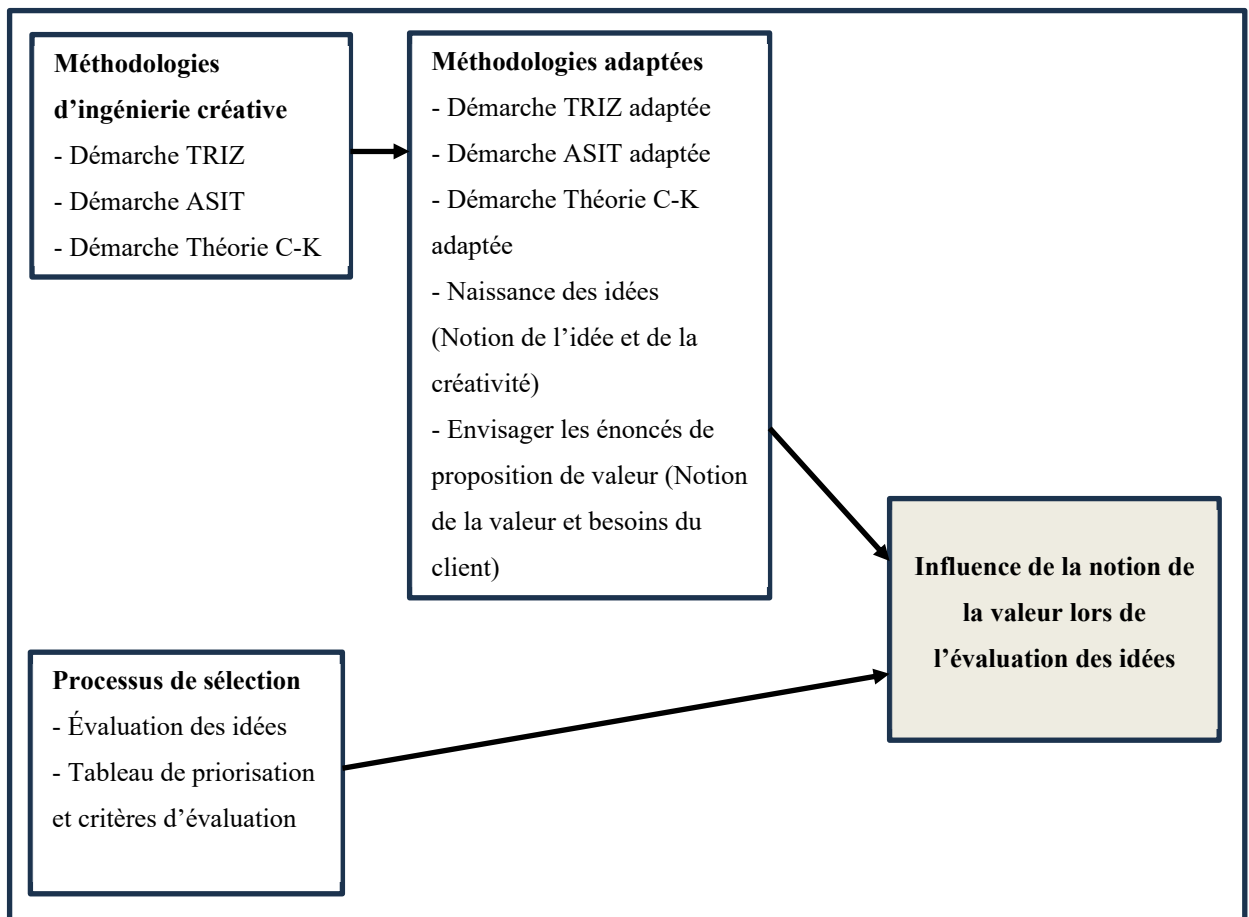 Méthodologies
d’ingénierie créative
- Démarche TRIZ
- Démarche ASIT
- Démarche Théorie C-K
Méthodologies adaptées
- Démarche TRIZ adaptée
- Démarche ASIT adaptée
- Démarche Théorie C-K
adaptée
- Naissance des idées
(Notion de l’idée et de la
créativité)
- Envisager les énoncés de
proposition de valeur (Notion
de la valeur et besoins du
client)
Influence de la notion de
la valeur lors de
l’évaluation des idées
Processus de sélection
- Évaluation des idées
- Tableau de priorisation
et critères d’évaluation